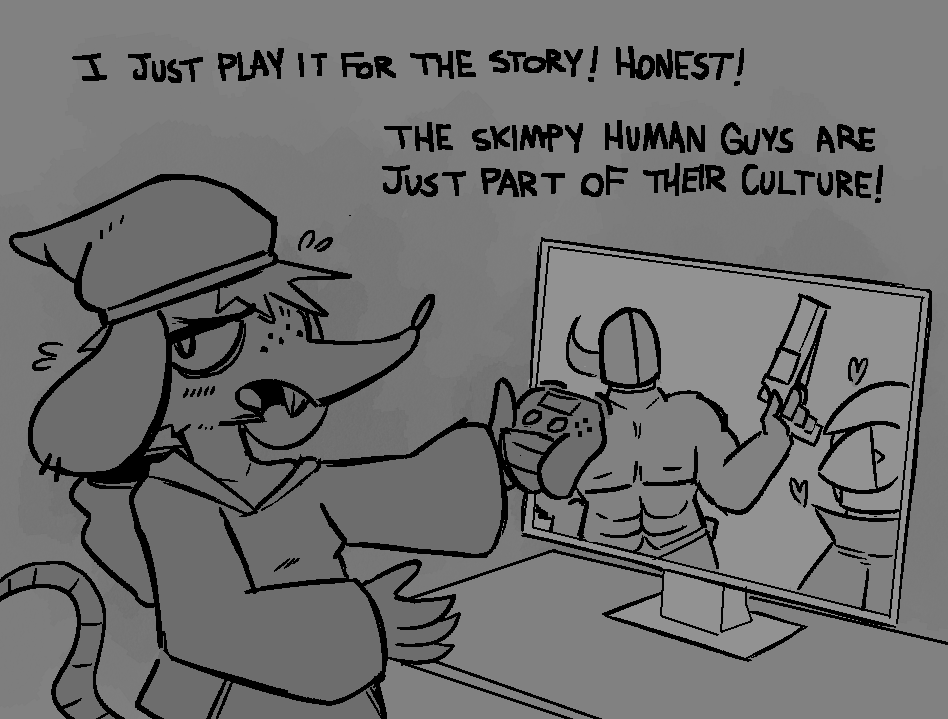 I JUST PLAY IT FOR THE STORY! HONEST!
THE SKIMPY HUMAN GUYS ARE
JUST PART OF THEIR CULTURE!